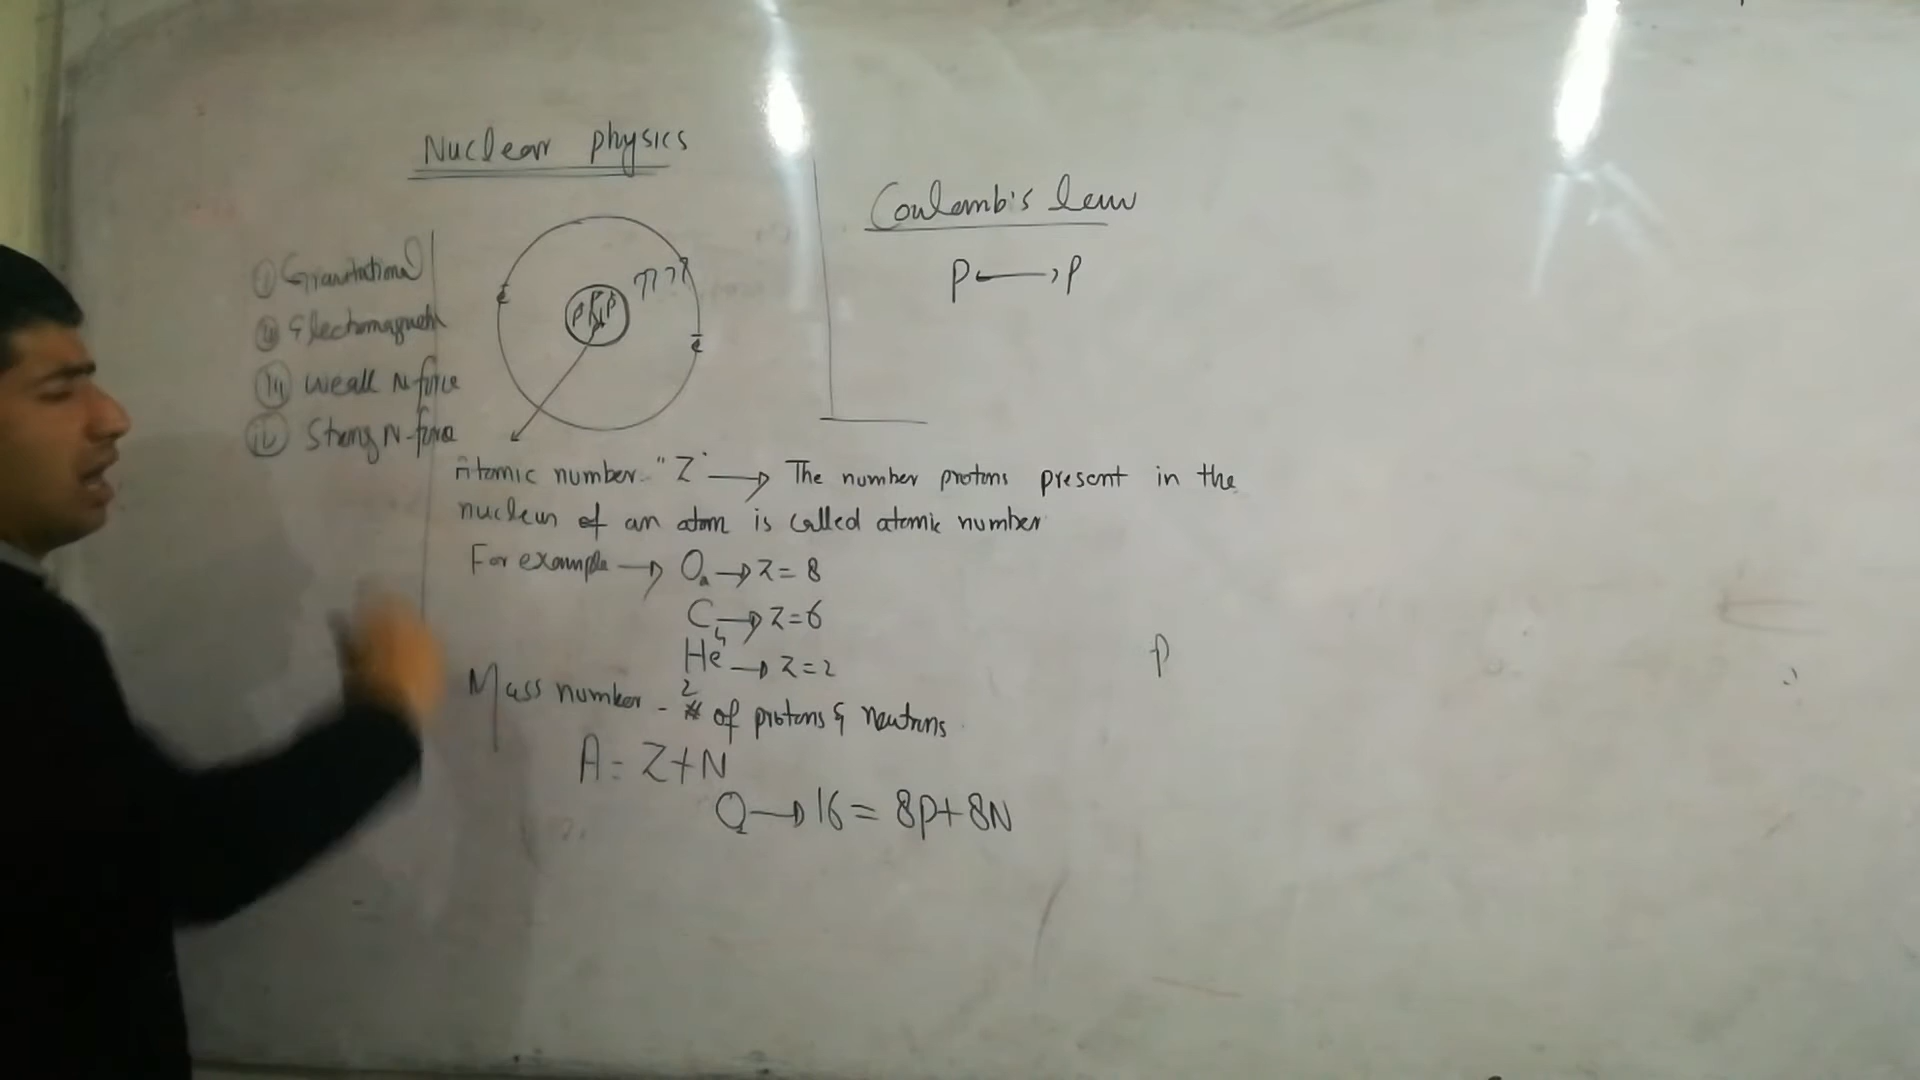 Nuclear physics
Coulomb's law
P ⟷ P
(i) Gravitational
(ii) Electromagnetic
(iii) Weak N-force
(iv) Strong N-force
e
P P
????
e
Atomic number "Z" → The number protons present in the
nucleus of an atom is called atomic number
For example → O → Z = 8
C → Z = 6
4
He → Z = 2
2
Mass number - # of protons & neutrons
A = Z + N
O → 16 = 8P + 8N
P